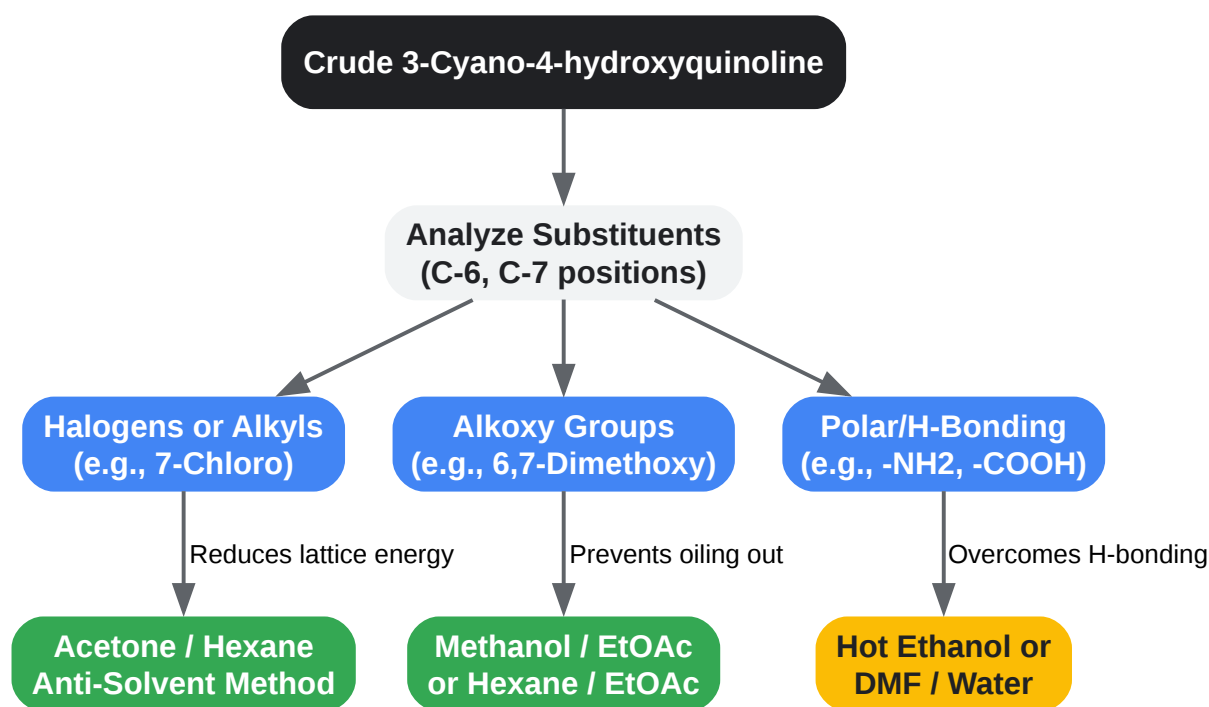 Crude 3-Cyano-4-hydroxyquinoline
Analyze Substituents
(C-6, C-7 positions)
Halogens or Alkyls
(e.g., 7-Chloro)
Alkoxy Groups
(e.g., 6,7-Dimethoxy)
Polar/H-Bonding
(e.g., -NH2, -COOH)
Reduces lattice energy
Prevents oiling out
Overcomes H-bonding
Acetone / Hexane
Anti-Solvent Method
Methanol / EtOAc
or Hexane / EtOAc
Hot Ethanol or
DMF / Water